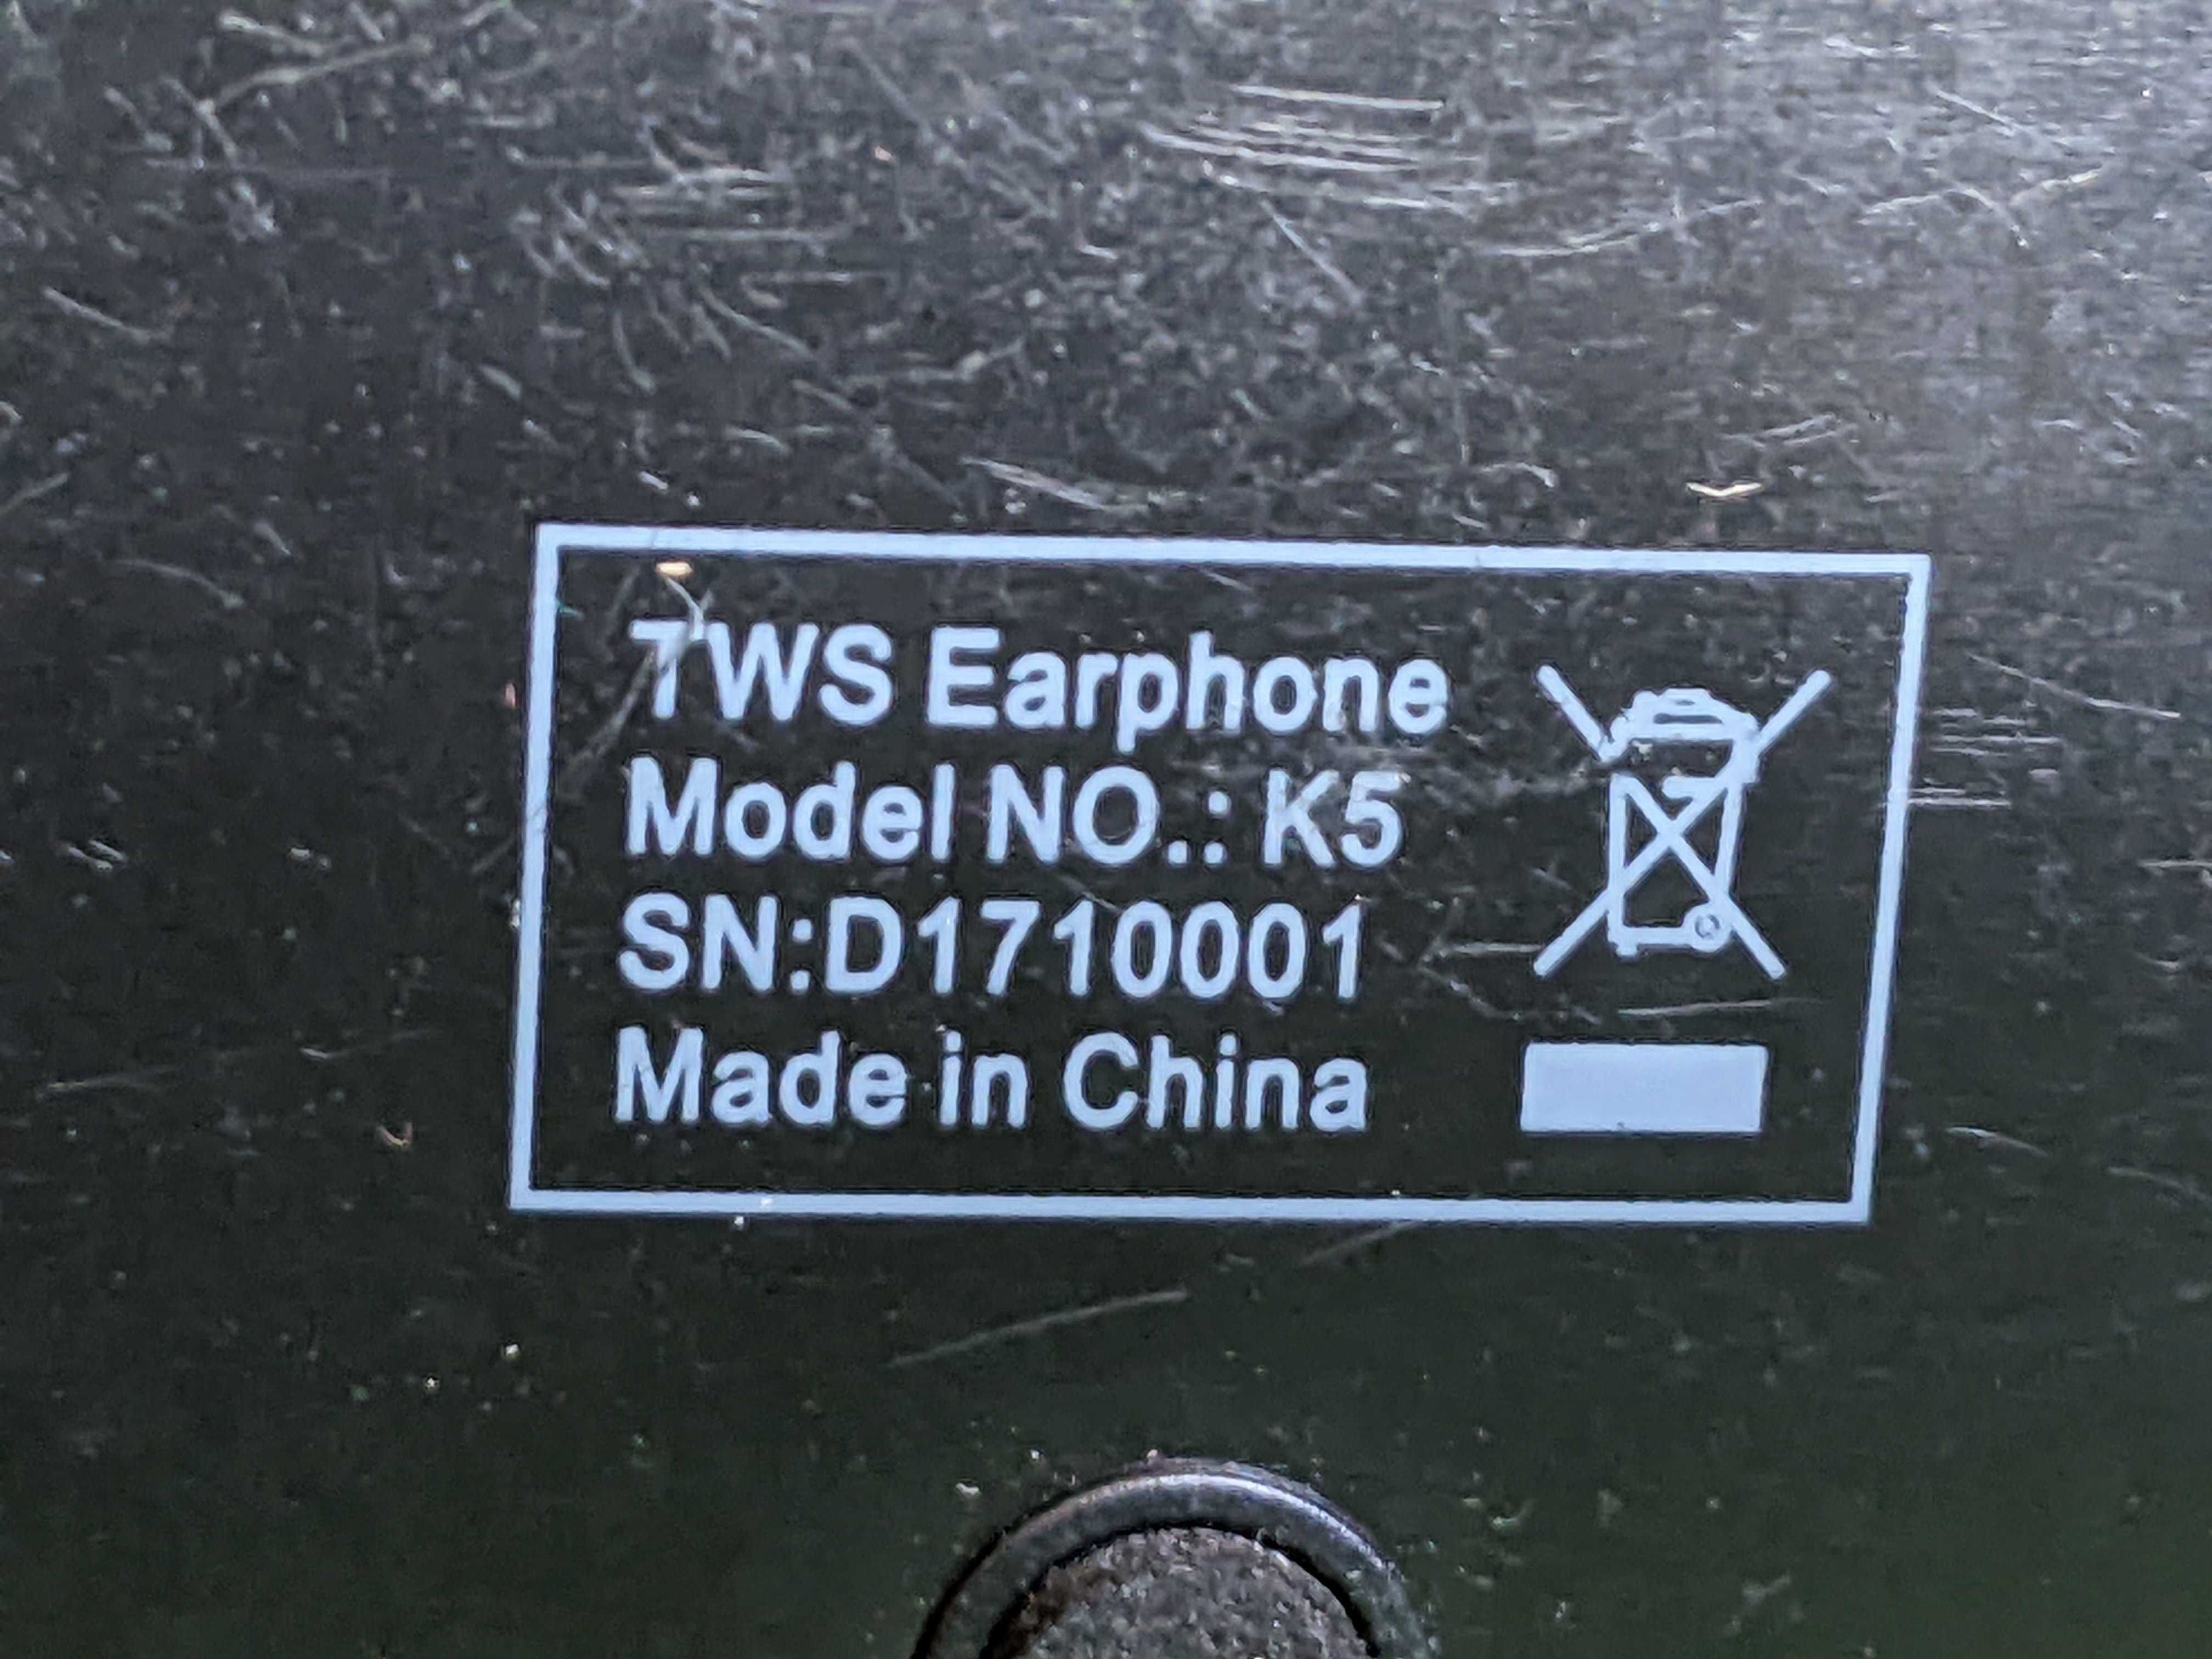 TWS Earphone
Model NO.: K5
SN:D1710001
Made in China